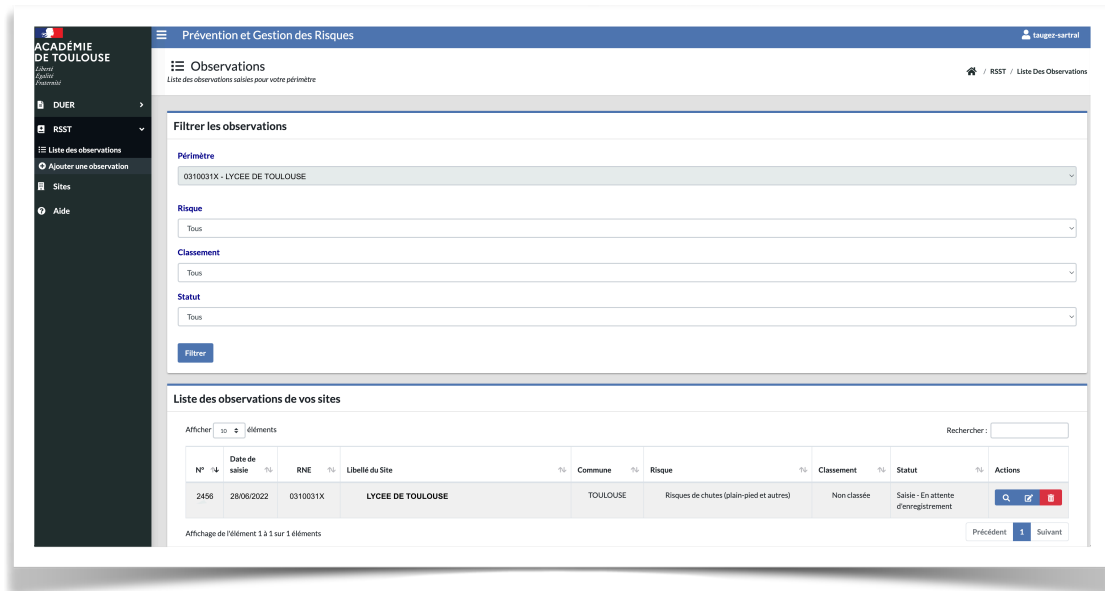 ACADÉMIE
DE TOULOUSE
Liberté
Égalité
Fraternité
DUER
RSST
Liste des observations
Ajouter une observation
Sites
Aide
Prévention et Gestion des Risques
taugez-sartral
Observations
Liste des observations saisies pour votre périmètre
/ RSST / Liste Des Observations
Filtrer les observations
Périmètre
0310031X - LYCEE DE TOULOUSE
Risque
Tous
Classement
Tous
Statut
Tous
Filtrer
Liste des observations de vos sites
Afficher 10 éléments
Rechercher :
N° Date de saisie RNE Libellé du Site Commune Risque Classement Statut Actions
2456 28/06/2022 0310031X LYCEE DE TOULOUSE TOULOUSE Risques de chutes (plain-pied et autres) Non classée Saisie - En attente d'enregistrement
Affichage de l'élément 1 à 1 sur 1 éléments
Précédent 1 Suivant